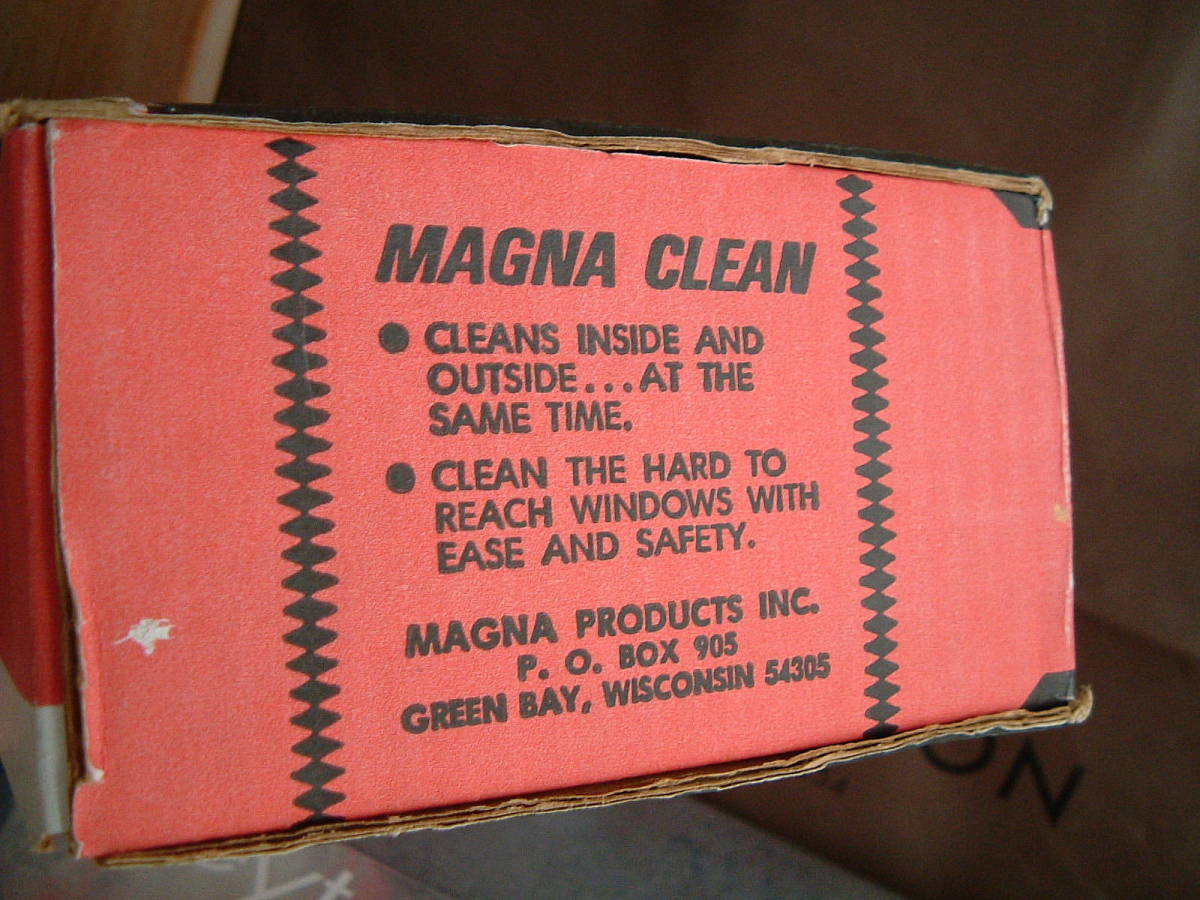 MAGNA CLEAN
● CLEANS INSIDE AND
OUTSIDE...AT THE
SAME TIME.
● CLEAN THE HARD TO
REACH WINDOWS WITH
EASE AND SAFETY.
MAGNA PRODUCTS INC.
P. O. BOX 905
GREEN BAY, WISCONSIN 54305
ON